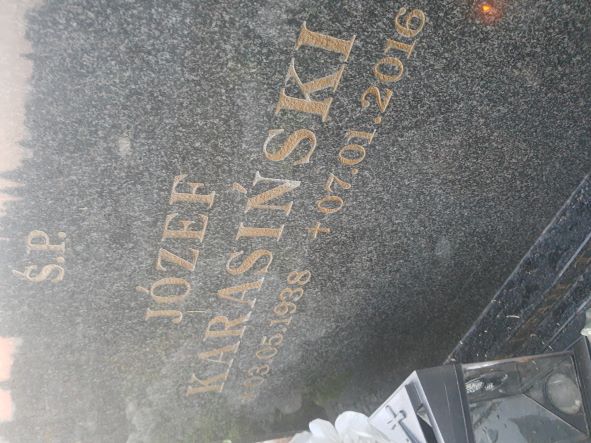 Ś.P.
JÓZEF
KARASIŃSKI
*03.05.1938 +07.01.2016